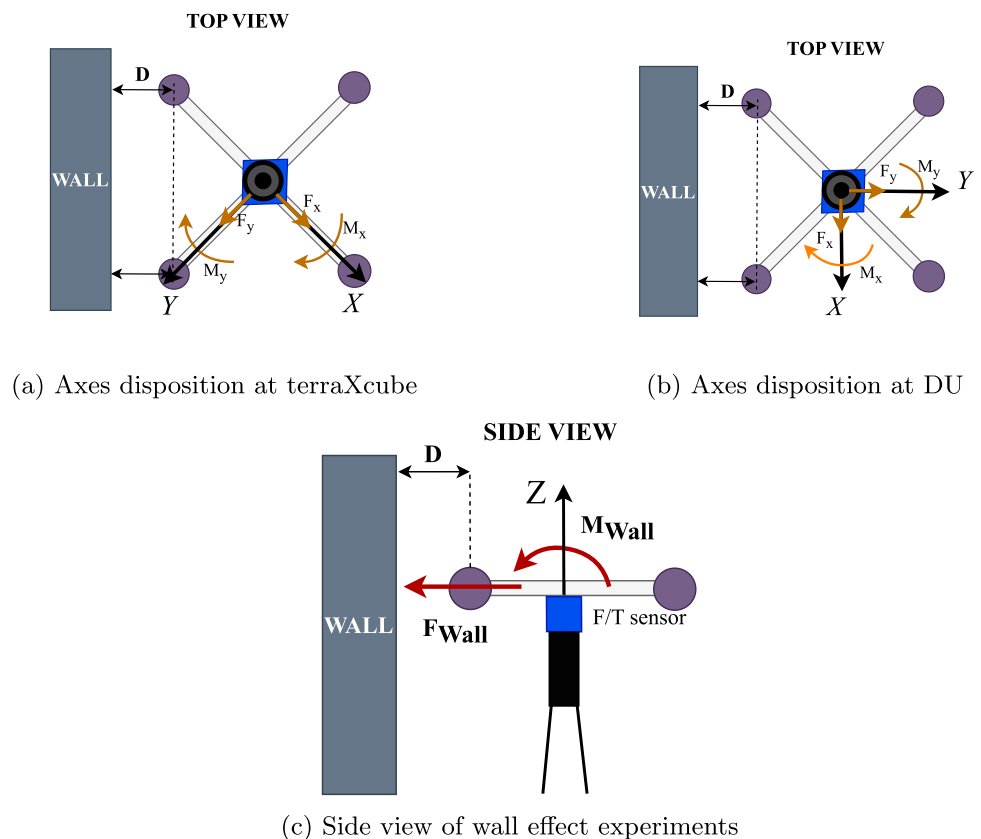 TOP VIEW
D
WALL
Fx
Fy
Mx
My
Y
X
(a) Axes disposition at terraXcube
TOP VIEW
D
WALL
Fy
My
Y
Fx
Mx
X
(b) Axes disposition at DU
SIDE VIEW
D
Z
MWall
WALL
FWall
F/T sensor
(c) Side view of wall effect experiments